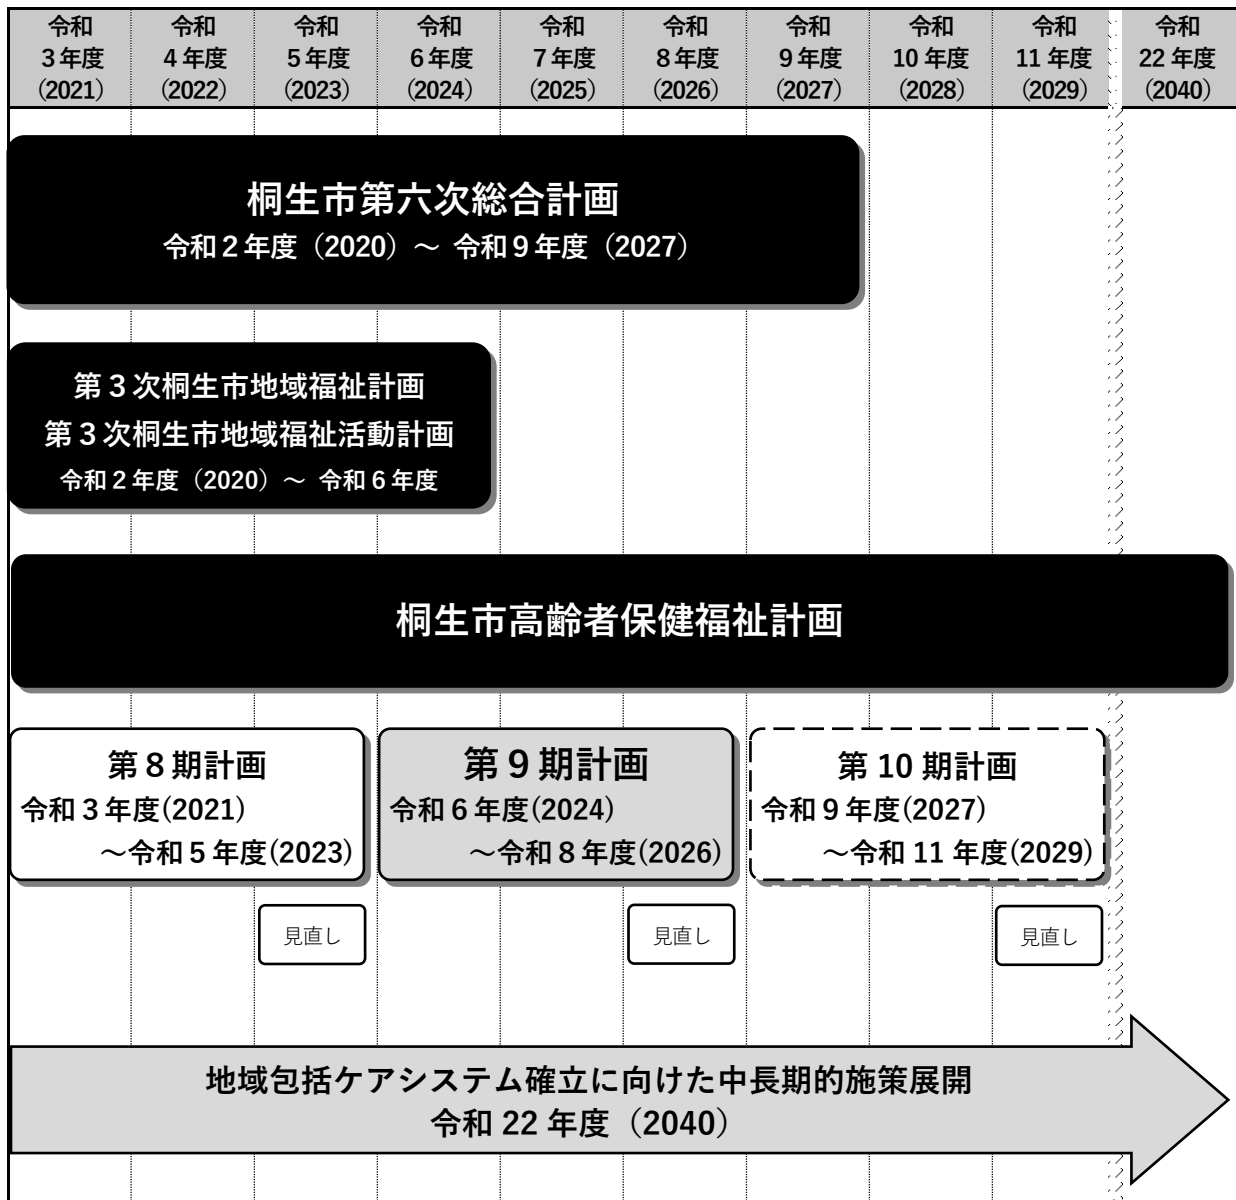 令和 令和 令和 令和 令和 令和 令和 令和 令和 令和
3年度 4年度 5年度 6年度 7年度 8年度 9年度 10年度 11年度 22年度
（2021） （2022） （2023） （2024） （2025） （2026） （2027） （2028） （2029） （2040）
桐生市第六次総合計画
令和２年度（2020）～ 令和９年度（2027）
第３次桐生市地域福祉計画
第３次桐生市地域福祉活動計画
令和２年度（2020）～ 令和６年度
桐生市高齢者保健福祉計画
第８期計画
令和３年度(2021)
～令和５年度(2023)
第９期計画
令和６年度(2024)
～令和８年度(2026)
第 10 期計画
令和９年度(2027)
～令和 11 年度(2029)
見直し 見直し 見直し
地域包括ケアシステム確立に向けた中長期的施策展開
令和 22 年度（2040）